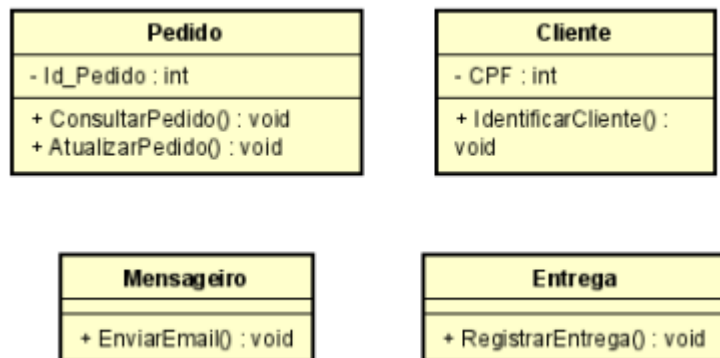 Pedido
- Id_Pedido : int
+ ConsultarPedido() : void
+ AtualizarPedido() : void
Cliente
- CPF : int
+ IdentificarCliente() :
void
Mensageiro
+ EnviarEmail() : void
Entrega
+ RegistrarEntrega() : void